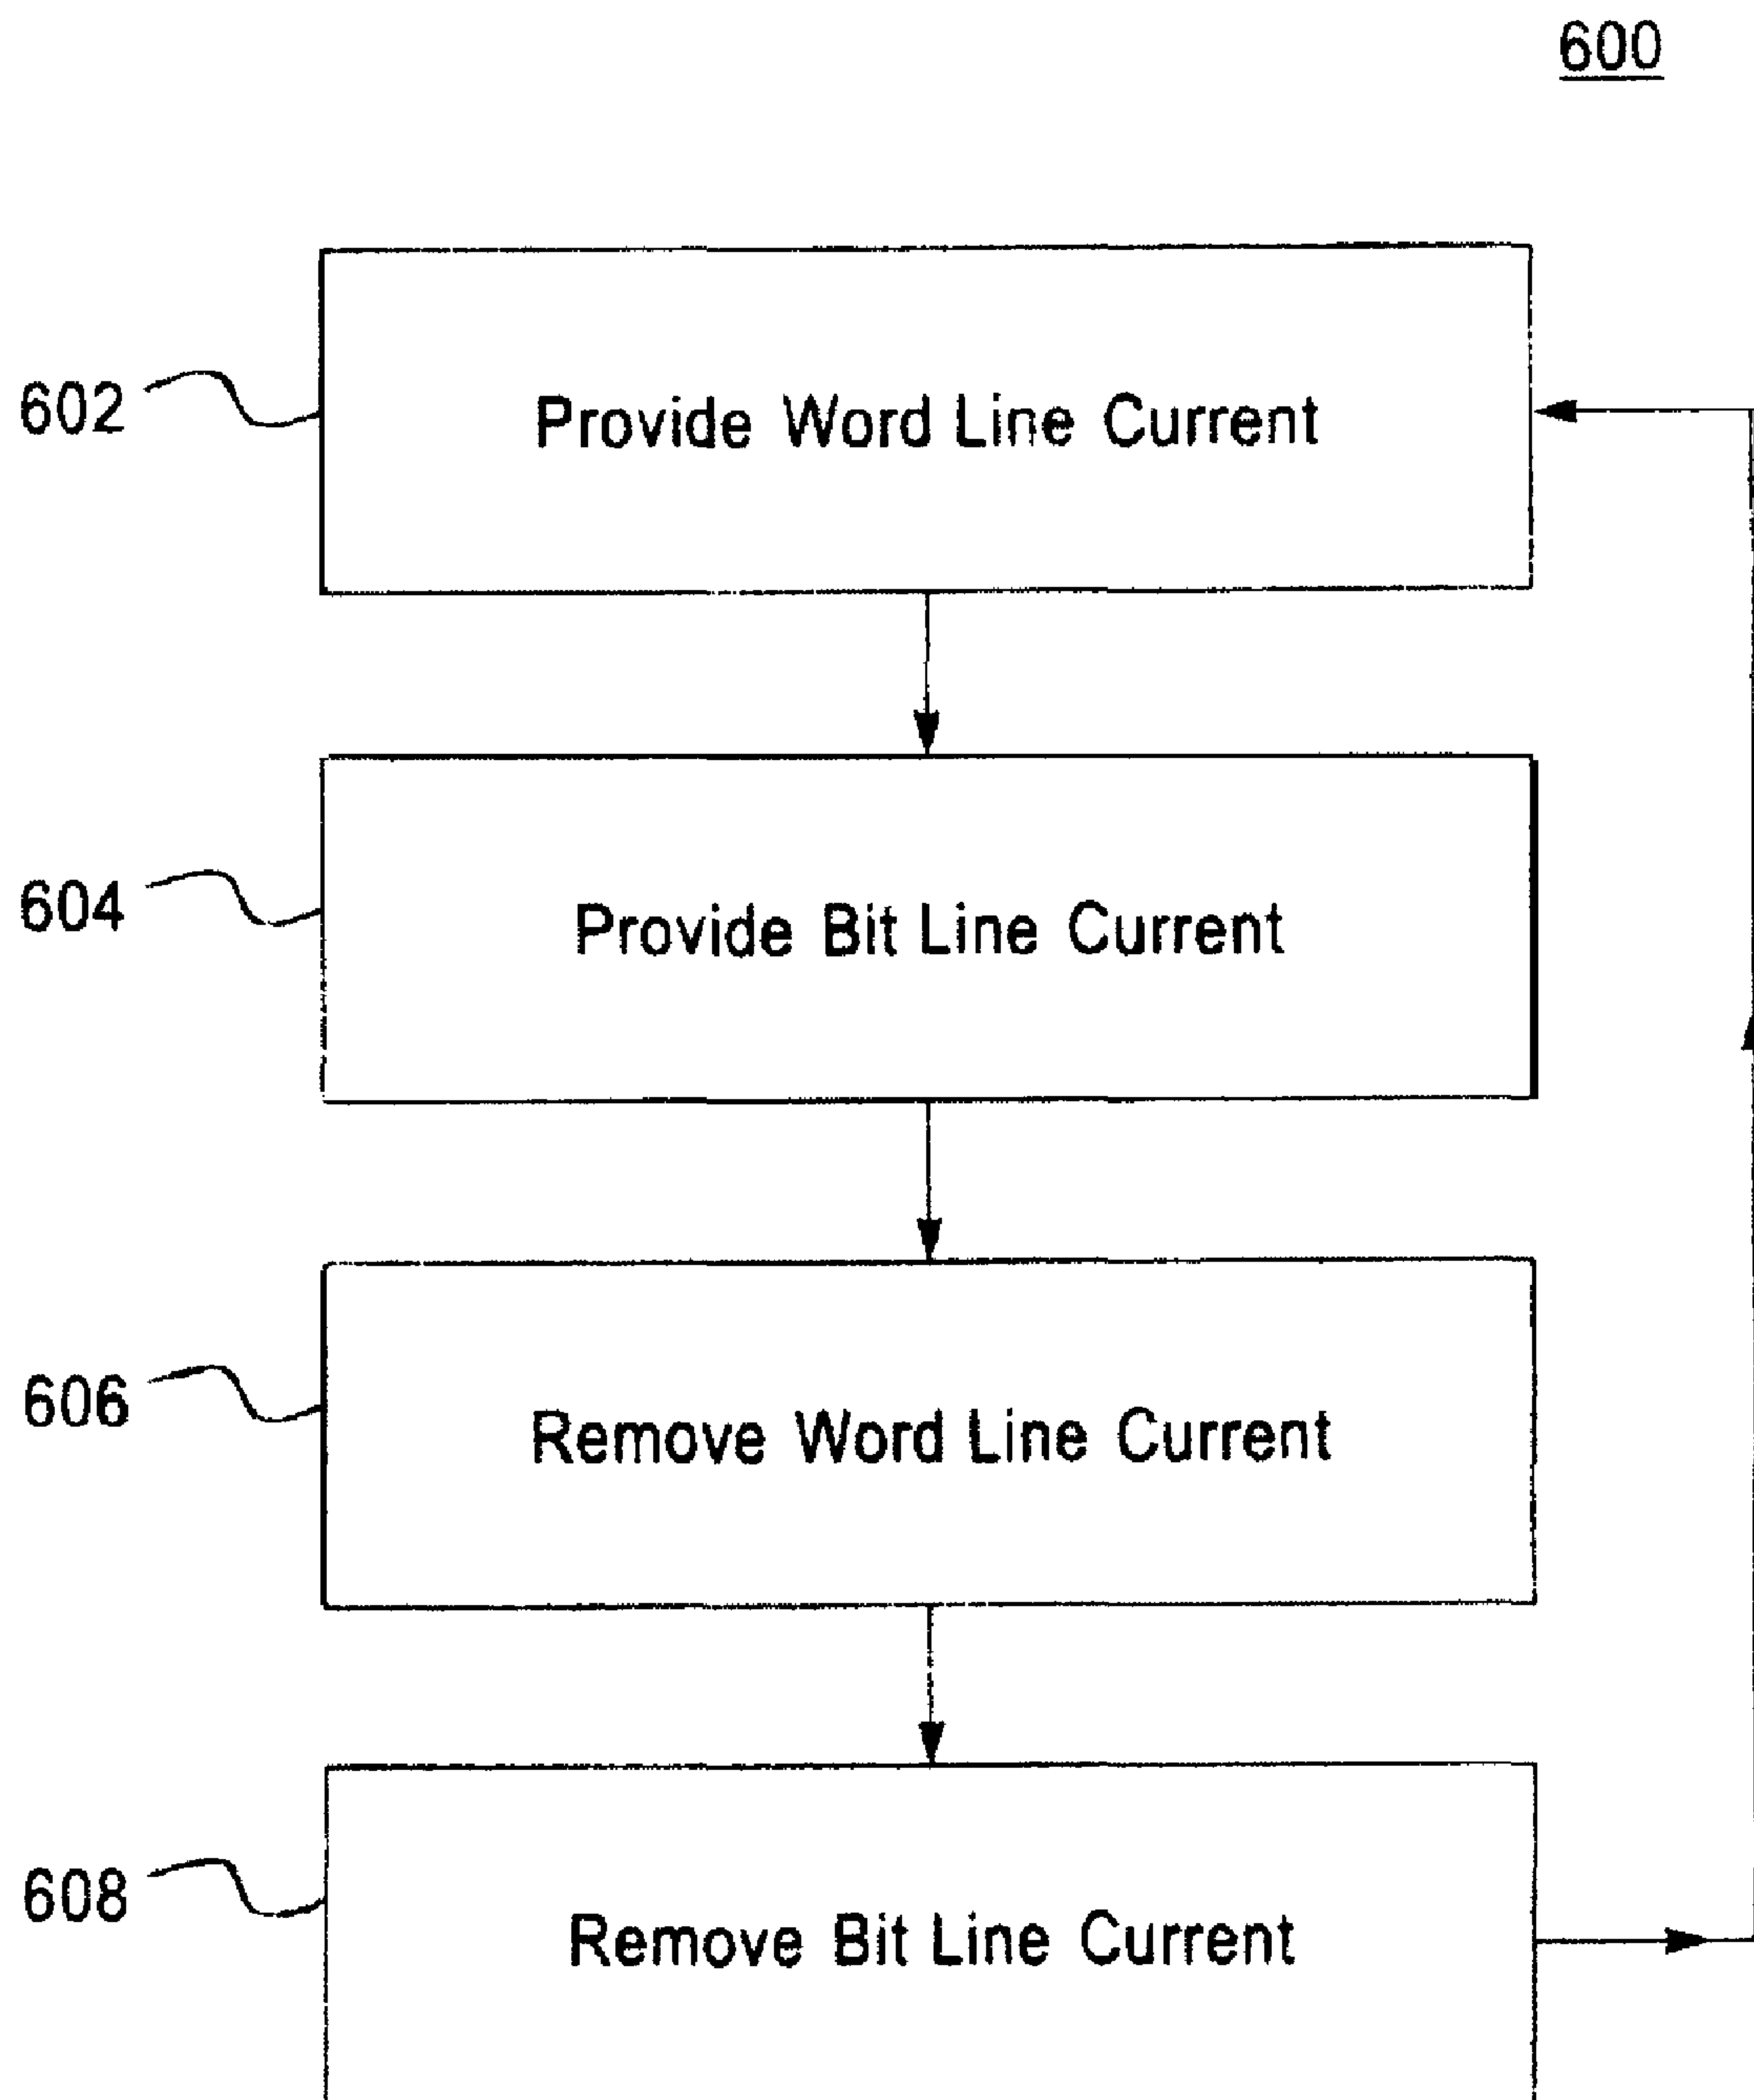 600
602
Provide Word Line Current
604
Provide Bit Line Current
606
Remove Word Line Current
608
Remove Bit Line Current